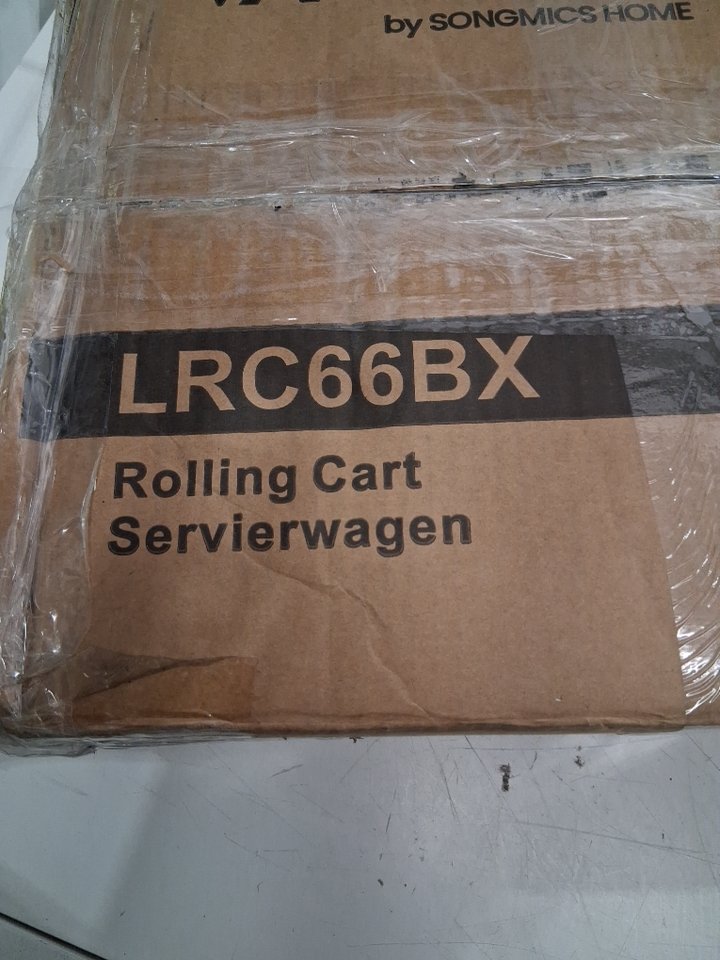 by SONGMICS HOME
LRC66BX
Rolling Cart
Servierwagen